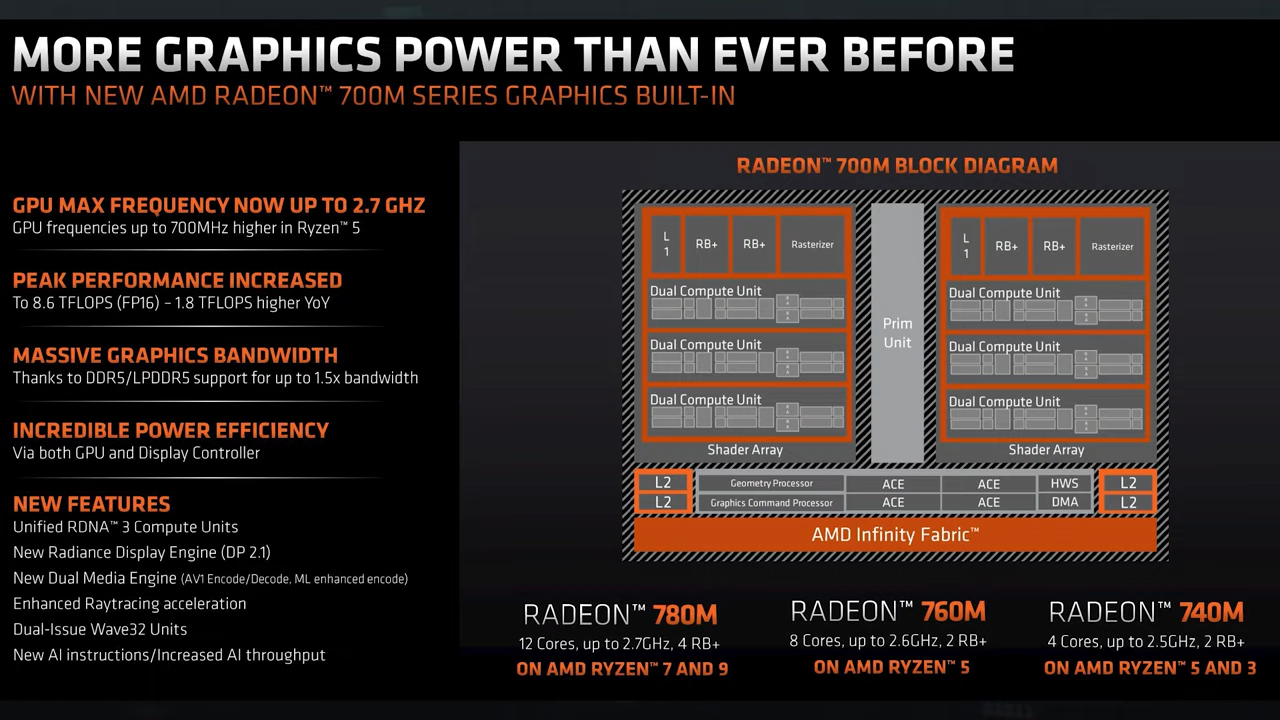 MORE GRAPHICS POWER THAN EVER BEFORE
WITH NEW AMD RADEON™ 700M SERIES GRAPHICS BUILT-IN
GPU MAX FREQUENCY NOW UP TO 2.7 GHZ
GPU frequencies up to 700MHz higher in Ryzen™ 5
PEAK PERFORMANCE INCREASED
To 8.6 TFLOPS (FP16) – 1.8 TFLOPS higher YoY
MASSIVE GRAPHICS BANDWIDTH
Thanks to DDR5/LPDDR5 support for up to 1.5x bandwidth
INCREDIBLE POWER EFFICIENCY
Via both GPU and Display Controller
NEW FEATURES
Unified RDNA™ 3 Compute Units
New Radiance Display Engine (DP 2.1)
New Dual Media Engine (AV1 Encode/Decode, ML enhanced encode)
Enhanced Raytracing acceleration
Dual-Issue Wave32 Units
New AI instructions/Increased AI throughput
RADEON™ 700M BLOCK DIAGRAM
L
1
RB+
RB+
Rasterizer
Dual Compute Unit
Dual Compute Unit
Dual Compute Unit
Shader Array
Prim
Unit
L
1
RB+
RB+
Rasterizer
Dual Compute Unit
Dual Compute Unit
Dual Compute Unit
Shader Array
L2 Geometry Processor ACE ACE HWS L2
L2 Graphics Command Processor ACE ACE DMA L2
AMD Infinity Fabric™
RADEON™ 780M
12 Cores, up to 2.7GHz, 4 RB+
ON AMD RYZEN™ 7 AND 9
RADEON™ 760M
8 Cores, up to 2.6GHz, 2 RB+
ON AMD RYZEN™ 5
RADEON™ 740M
4 Cores, up to 2.5GHz, 2 RB+
ON AMD RYZEN™ 5 AND 3